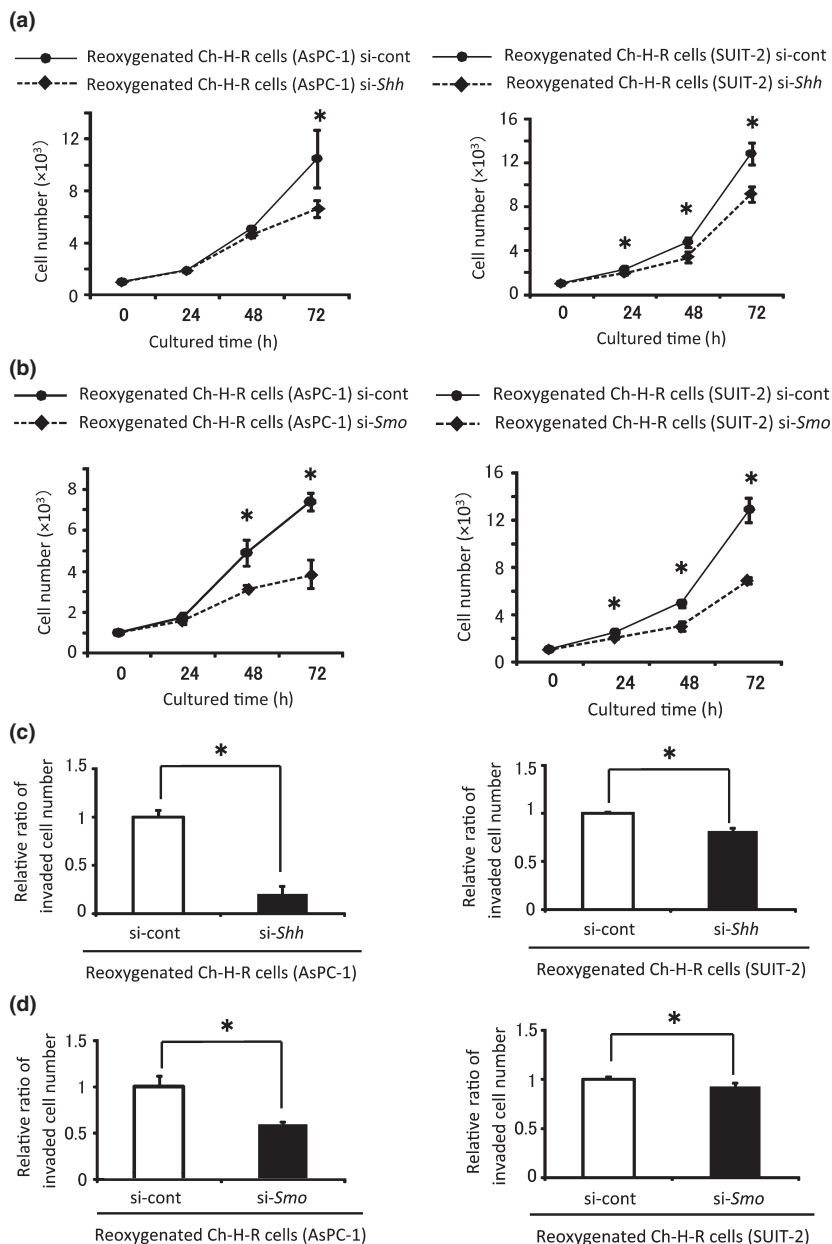 (a)
Reoxygenated Ch-H-R cells (AsPC-1) si-cont
Reoxygenated Ch-H-R cells (AsPC-1) si-Shh
Reoxygenated Ch-H-R cells (SUIT-2) si-cont
Reoxygenated Ch-H-R cells (SUIT-2) si-Shh
Cell number (×10³)
12
8
4
0
*
0 24 48 72
Cultured time (h)
Cell number (×10³)
16
12
8
4
0
* * *
0 24 48 72
Cultured time (h)
(b)
Reoxygenated Ch-H-R cells (AsPC-1) si-cont
Reoxygenated Ch-H-R cells (AsPC-1) si-Smo
Reoxygenated Ch-H-R cells (SUIT-2) si-cont
Reoxygenated Ch-H-R cells (SUIT-2) si-Smo
Cell number (×10³)
8
6
4
2
0
* *
0 24 48 72
Cultured time (h)
Cell number (×10³)
16
12
8
4
0
* * *
0 24 48 72
Cultured time (h)
(c)
Relative ratio of
invaded cell number
1.5
1
0.5
0
*
si-cont si-Shh
Reoxygenated Ch-H-R cells (AsPC-1)
Relative ratio of
invaded cell number
1.5
1
0.5
0
*
si-cont si-Shh
Reoxygenated Ch-H-R cells (SUIT-2)
(d)
Relative ratio of
invaded cell number
1.5
1
0.5
0
*
si-cont si-Smo
Reoxygenated Ch-H-R cells (AsPC-1)
Relative ratio of
invaded cell number
1.5
1
0.5
0
*
si-cont si-Smo
Reoxygenated Ch-H-R cells (SUIT-2)